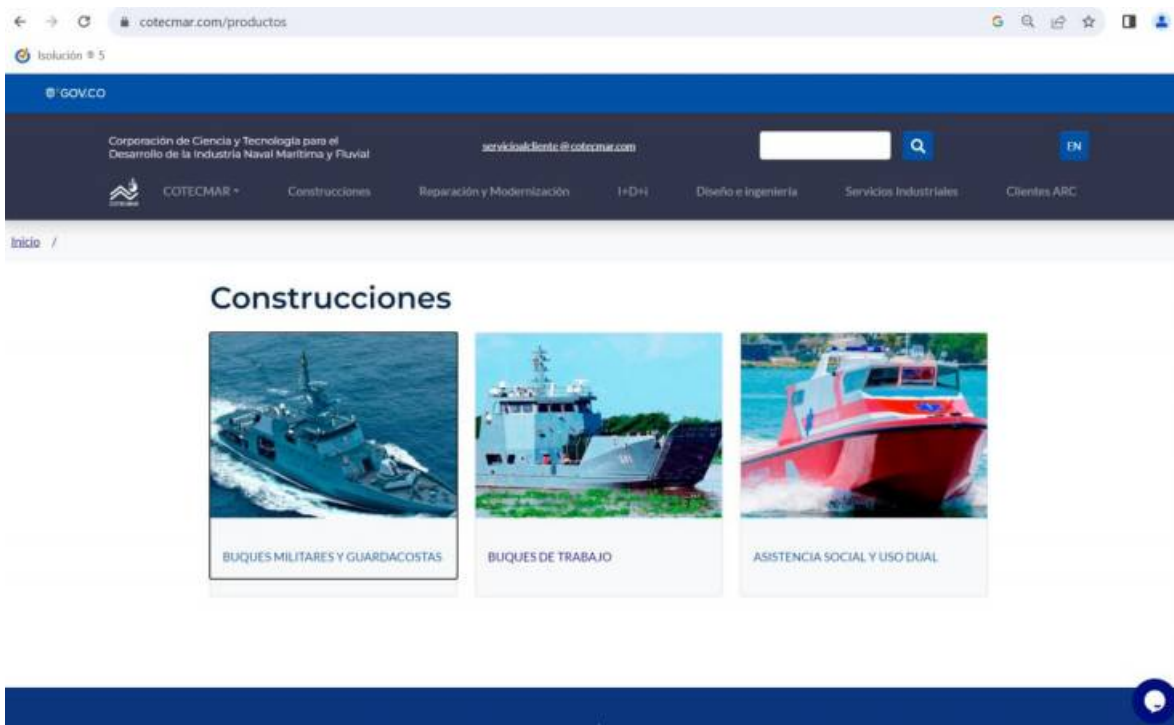 cotecmar.com/productos
Isolución ® 5
GOV.CO
Corporación de Ciencia y Tecnología para el
Desarrollo de la Industria Naval Marítima y Fluvial
servicioalcliente@cotecmar.com
EN
COTECMAR
Construcciones
Reparación y Modernización
I+D+i
Diseño e ingeniería
Servicios Industriales
Clientes ARC
Inicio /
Construcciones
BUQUES MILITARES Y GUARDACOSTAS
BUQUES DE TRABAJO
ASISTENCIA SOCIAL Y USO DUAL